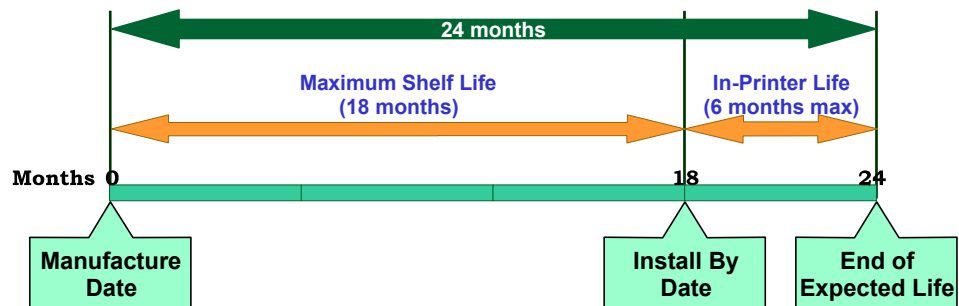 24 months
Maximum Shelf Life
(18 months)
In-Printer Life
(6 months max)
Months 0 18 24
Manufacture
Date
Install By
Date
End of
Expected Life